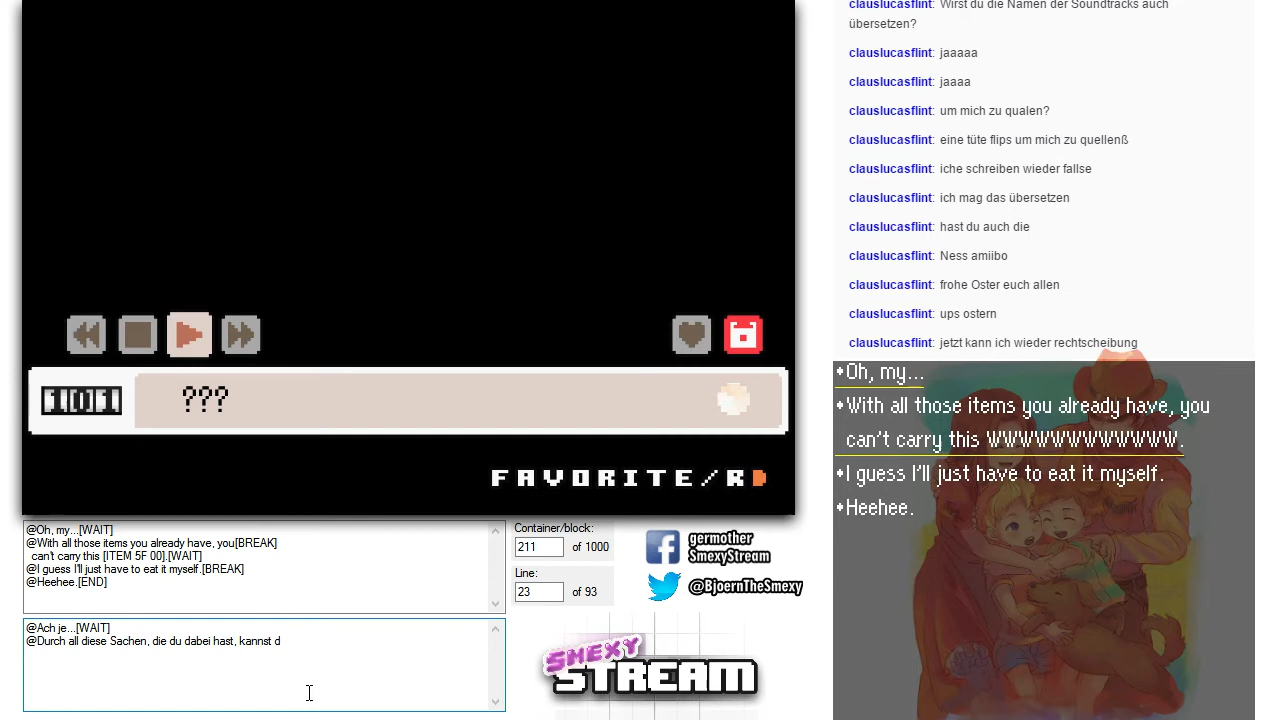 clauslucasflint: Wirst du die Namen der Soundtracks auch
übersetzen?
clauslucasflint: jaaaaa
clauslucasflint: jaaaa
clauslucasflint: um mich zu qualen?
clauslucasflint: eine tüte flips um mich zu quellenß
clauslucasflint: iche schreiben wieder fallse
clauslucasflint: ich mag das übersetzen
clauslucasflint: hast du auch die
clauslucasflint: Ness amiibo
clauslucasflint: frohe Oster euch allen
clauslucasflint: ups ostern
clauslucasflint: jetzt kann ich wieder rechtscheibung
101 ???
FAVORITE/R
•Oh, my...
•With all those items you already have, you
can't carry this WWWWWWWWWWWW.
•I guess I'll just have to eat it myself.
•Heehee.
@Oh, my...[WAIT]
@With all those items you already have, you[BREAK]
can't carry this [ITEM 5F 00].[WAIT]
@I guess I'll just have to eat it myself.[BREAK]
@Heehee.[END]
Container/block:
211 of 1000
Line:
23 of 93
germother
SmexyStream
@BjoernTheSmexy
@Ach je...[WAIT]
@Durch all diese Sachen, die du dabei hast, kannst d
SMEXY
STREAM